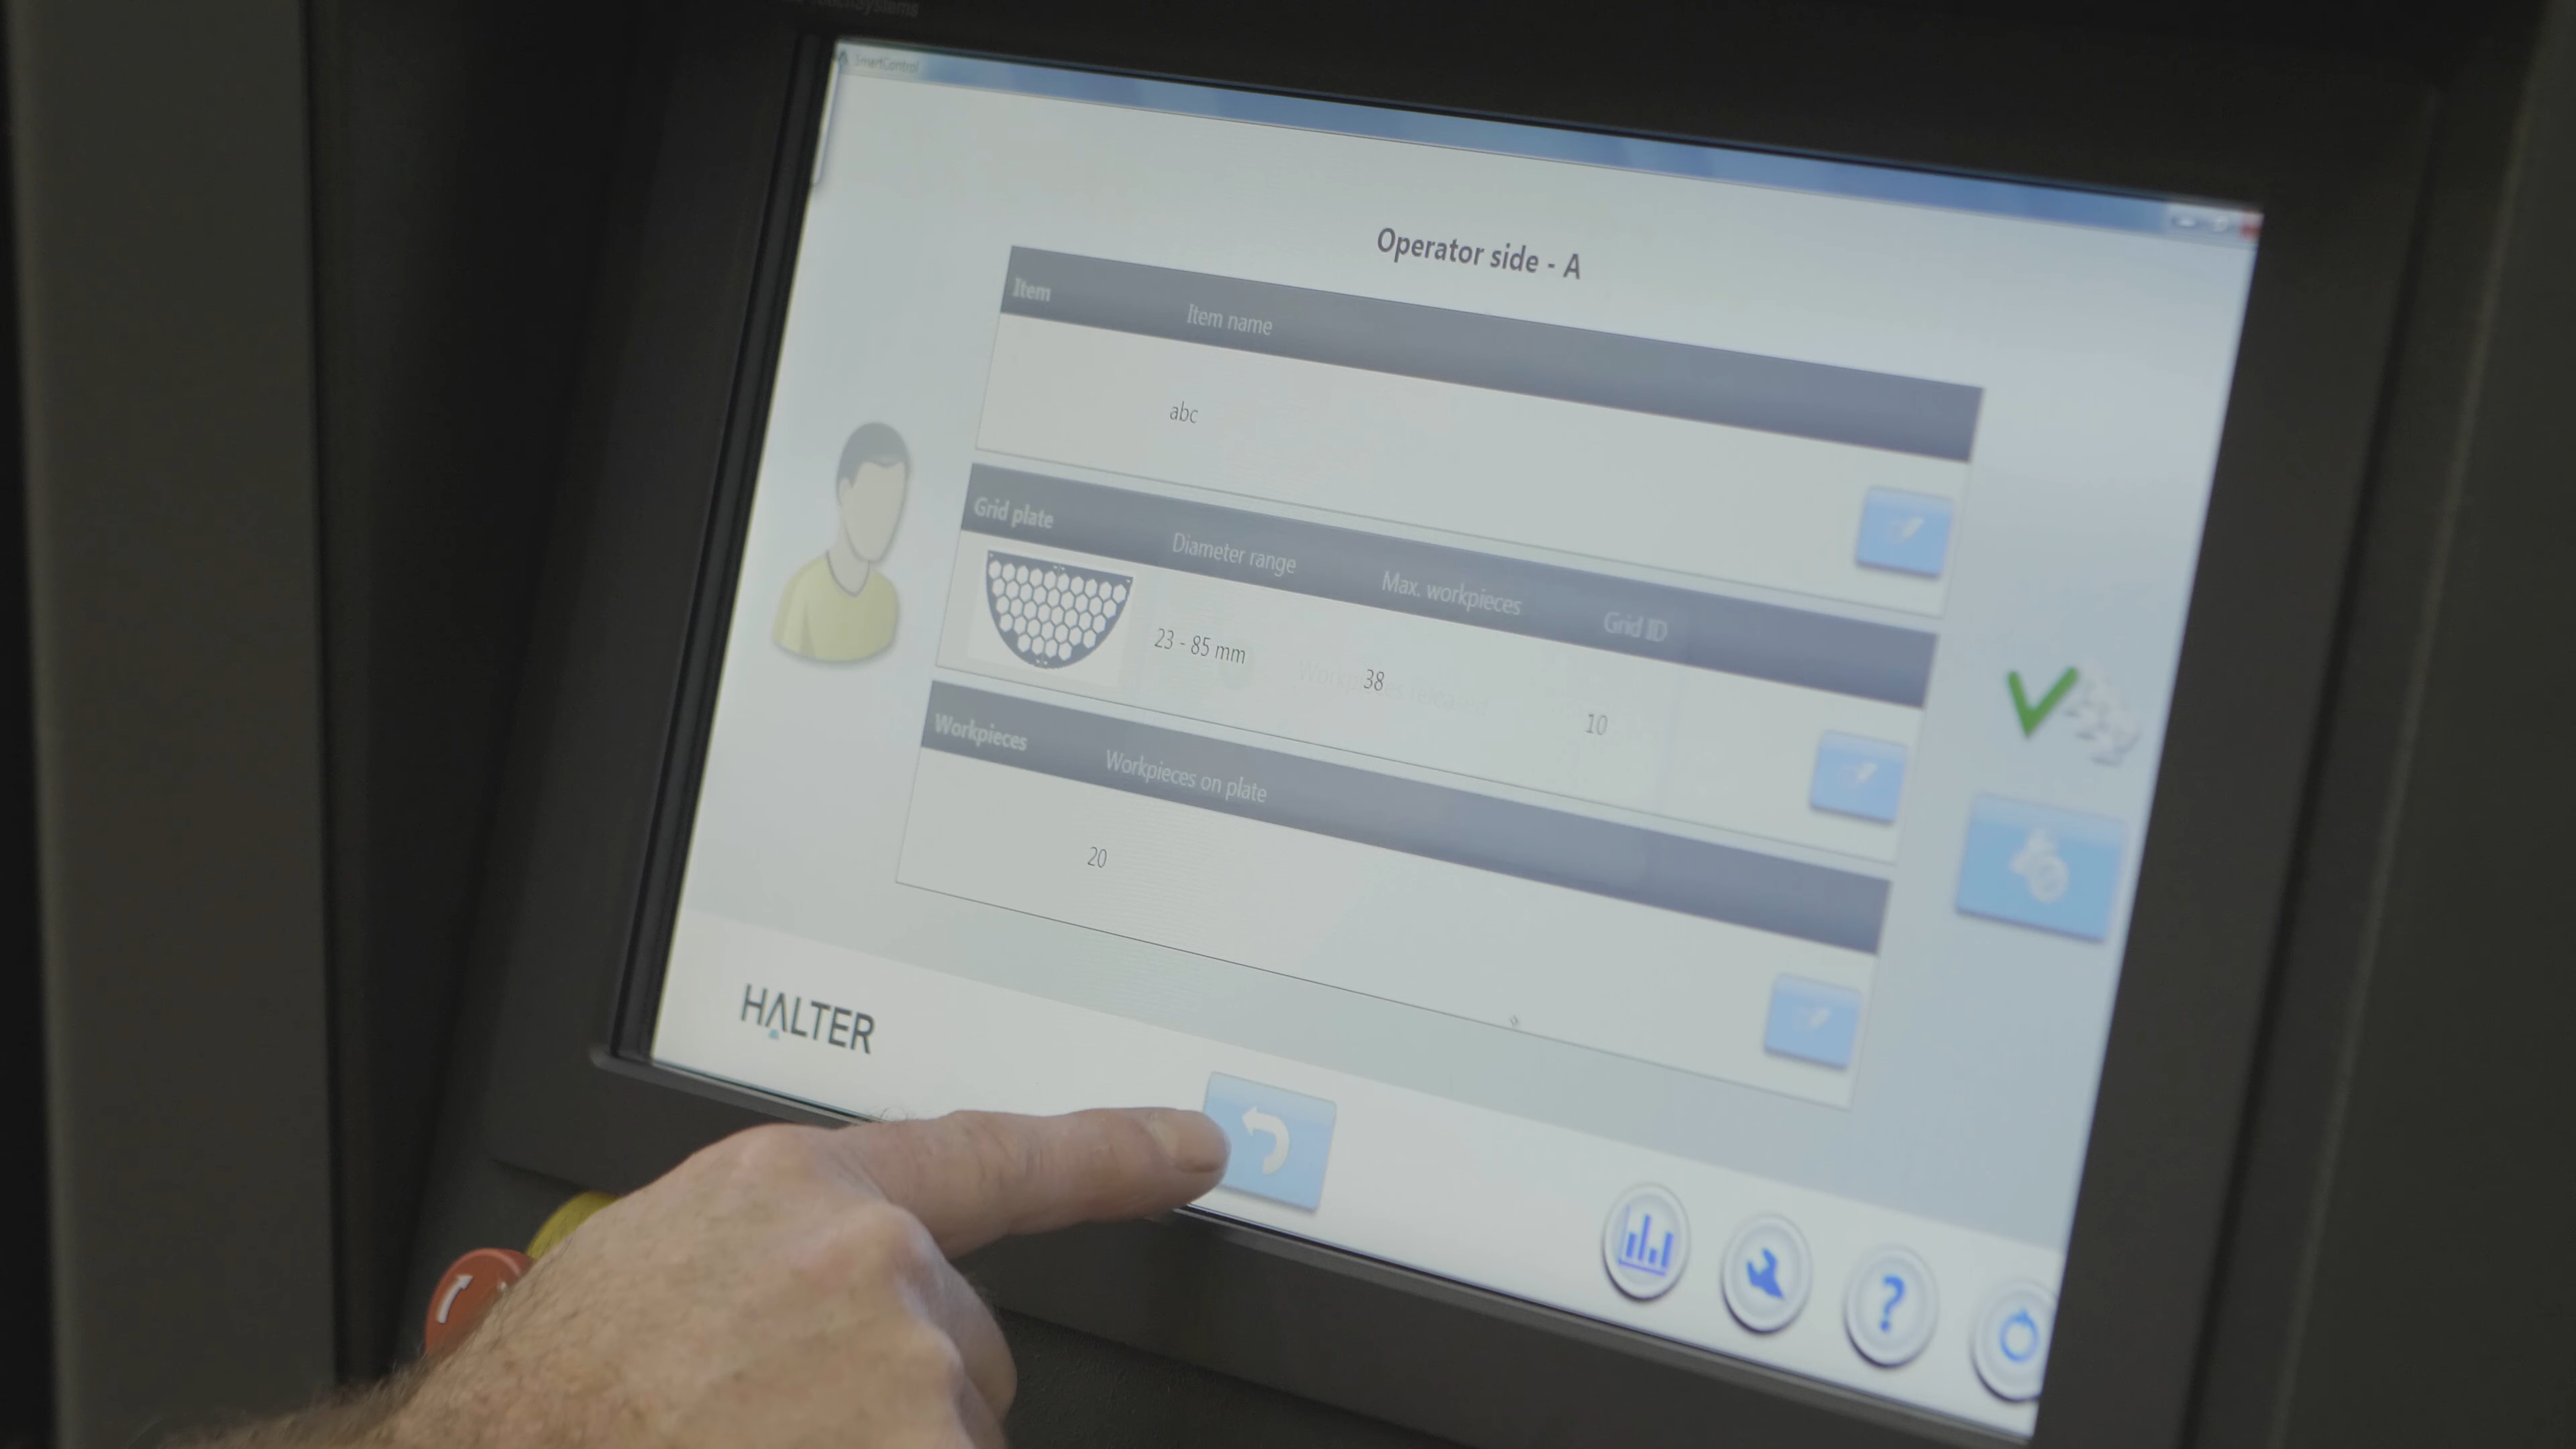 SmartControl
Operator side - A
Item Item name
abc
Grid plate Diameter range Max. workpieces Grid ID
23 - 85 mm 38 10
Workpieces Workpieces on plate
20
HALTER
?